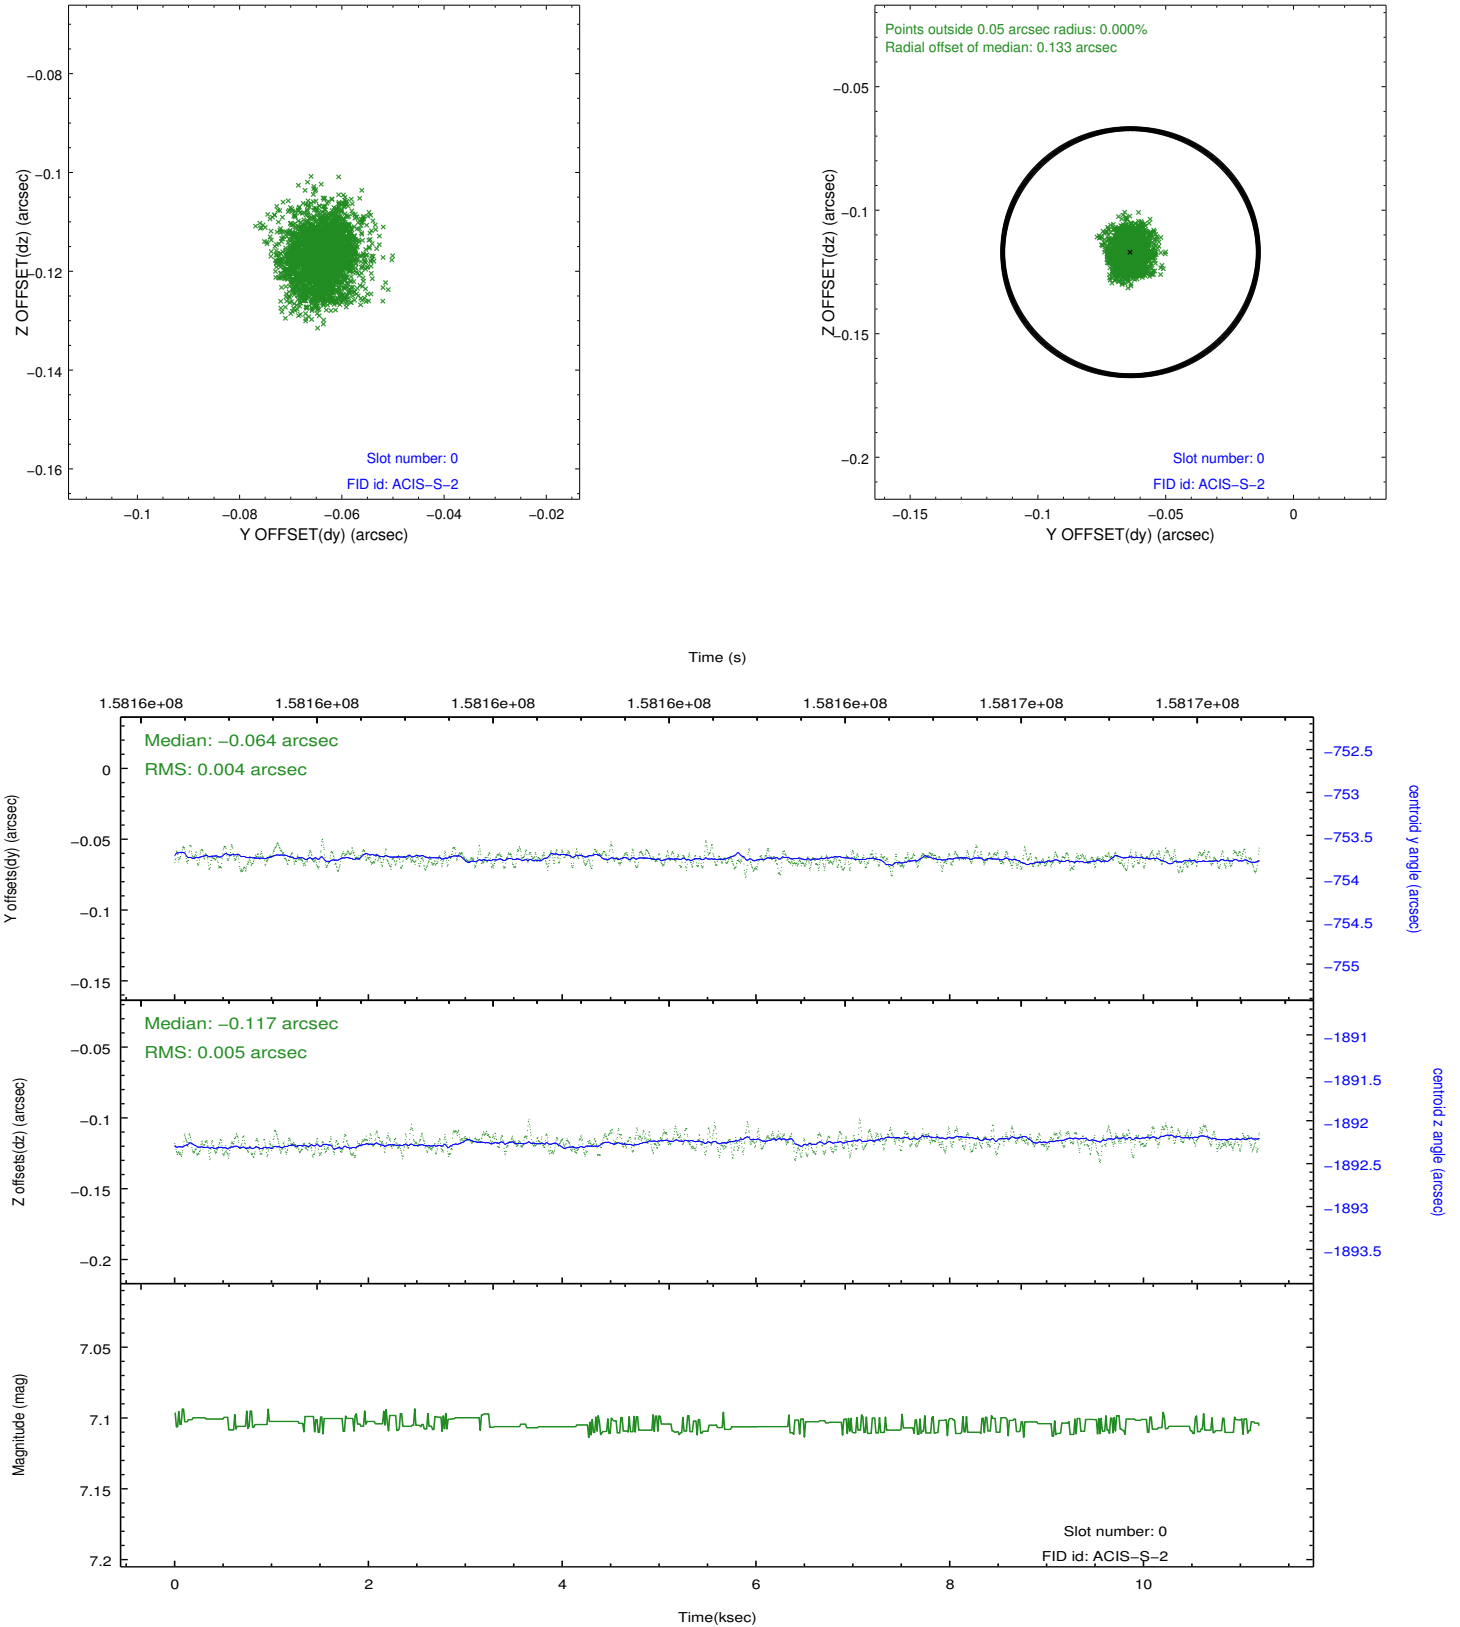 −0.08
−0.1
−0.12
−0.14
−0.16
Z OFFSET(dz) (arcsec)
Slot number: 0
FID id: ACIS−S−2
−0.1
−0.08
−0.06
−0.04
−0.02
Y OFFSET(dy) (arcsec)
Points outside 0.05 arcsec radius: 0.000%
Radial offset of median: 0.133 arcsec
−0.05
−0.1
−0.15
−0.2
Z OFFSET(dz) (arcsec)
Slot number: 0
FID id: ACIS−S−2
−0.15
−0.1
−0.05
0
Y OFFSET(dy) (arcsec)
Time (s)
1.5816e+08
1.5816e+08
1.5816e+08
1.5816e+08
1.5816e+08
1.5817e+08
1.5817e+08
Median: −0.064 arcsec
RMS: 0.004 arcsec
0
−0.05
−0.1
−0.15
Y offsets(dy) (arcsec)
−752.5
−753
−753.5
−754
−754.5
−755
centroid y angle (arcsec)
Median: −0.117 arcsec
RMS: 0.005 arcsec
−0.05
−0.1
−0.15
−0.2
Z offsets(dz) (arcsec)
−1891
−1891.5
−1892
−1892.5
−1893
−1893.5
centroid z angle (arcsec)
7.05
7.1
7.15
7.2
Magnitude (mag)
Slot number: 0
FID id: ACIS−S−2
0
2
4
6
8
10
Time(ksec)